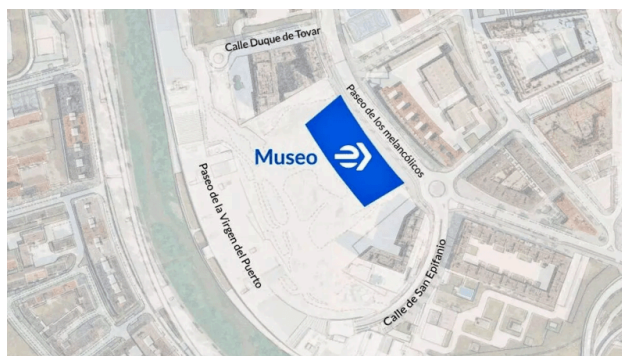 Calle Duque de Tovar
Paseo de los melancólicos
Museo
Paseo de la Virgen del Puerto
Calle de San Epifanio